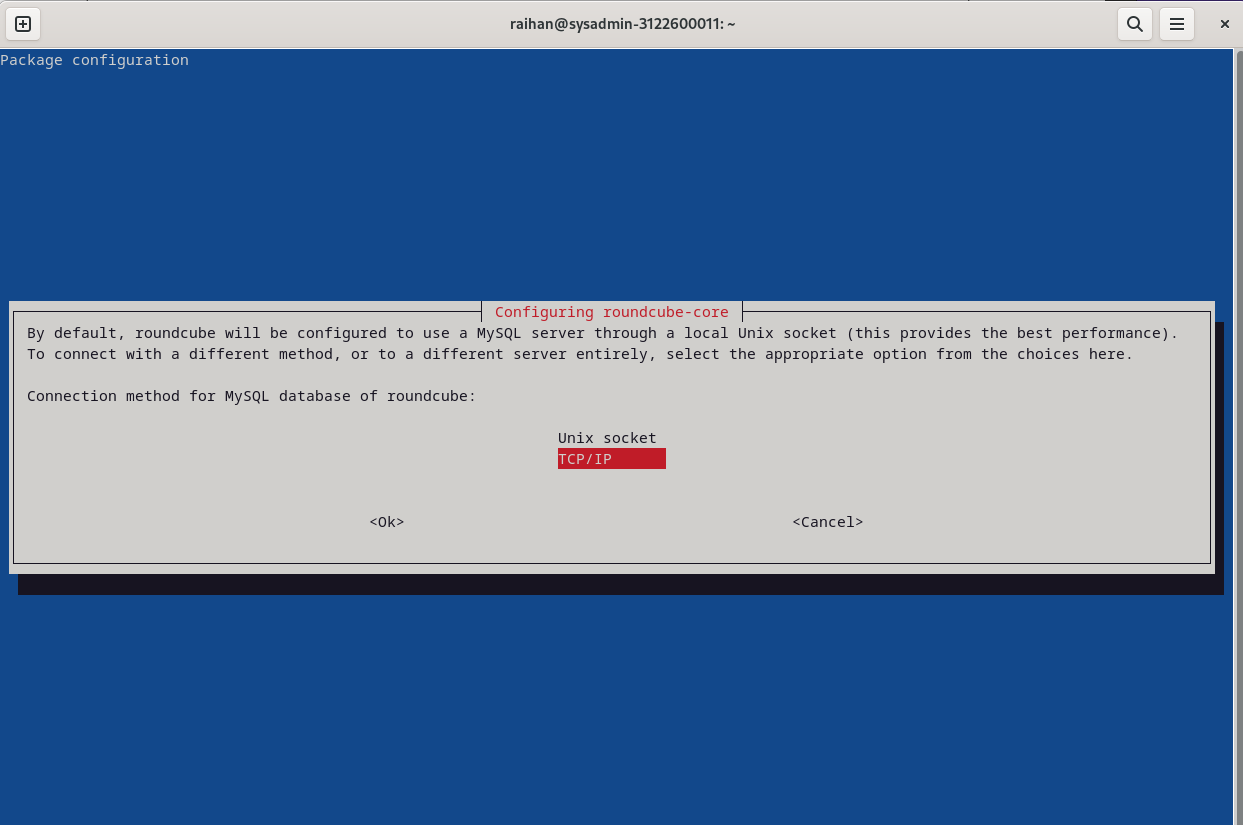 raihan@sysadmin-3122600011: ~
Package configuration
Configuring roundcube-core
By default, roundcube will be configured to use a MySQL server through a local Unix socket (this provides the best performance).
To connect with a different method, or to a different server entirely, select the appropriate option from the choices here.
Connection method for MySQL database of roundcube:
Unix socket
TCP/IP
<Ok> <Cancel>